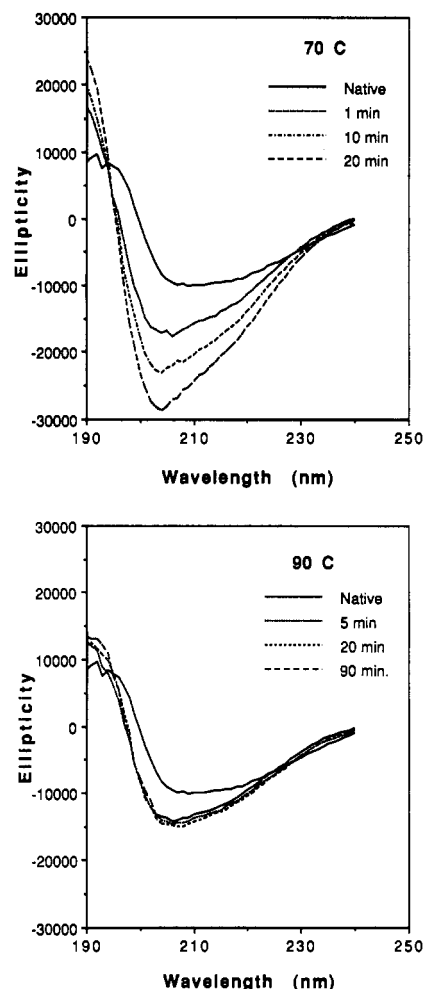 30000
70 C
Native
20000
1 min
10 min
10000
20 min
0
Ellipticity
-10000
-20000
-30000
190 210 230 250
Wavelength (nm)
30000
90 C
20000
Native
5 min
10000
20 min
90 min.
0
Ellipticity
-10000
-20000
-30000
190 210 230 250
Wavelength (nm)